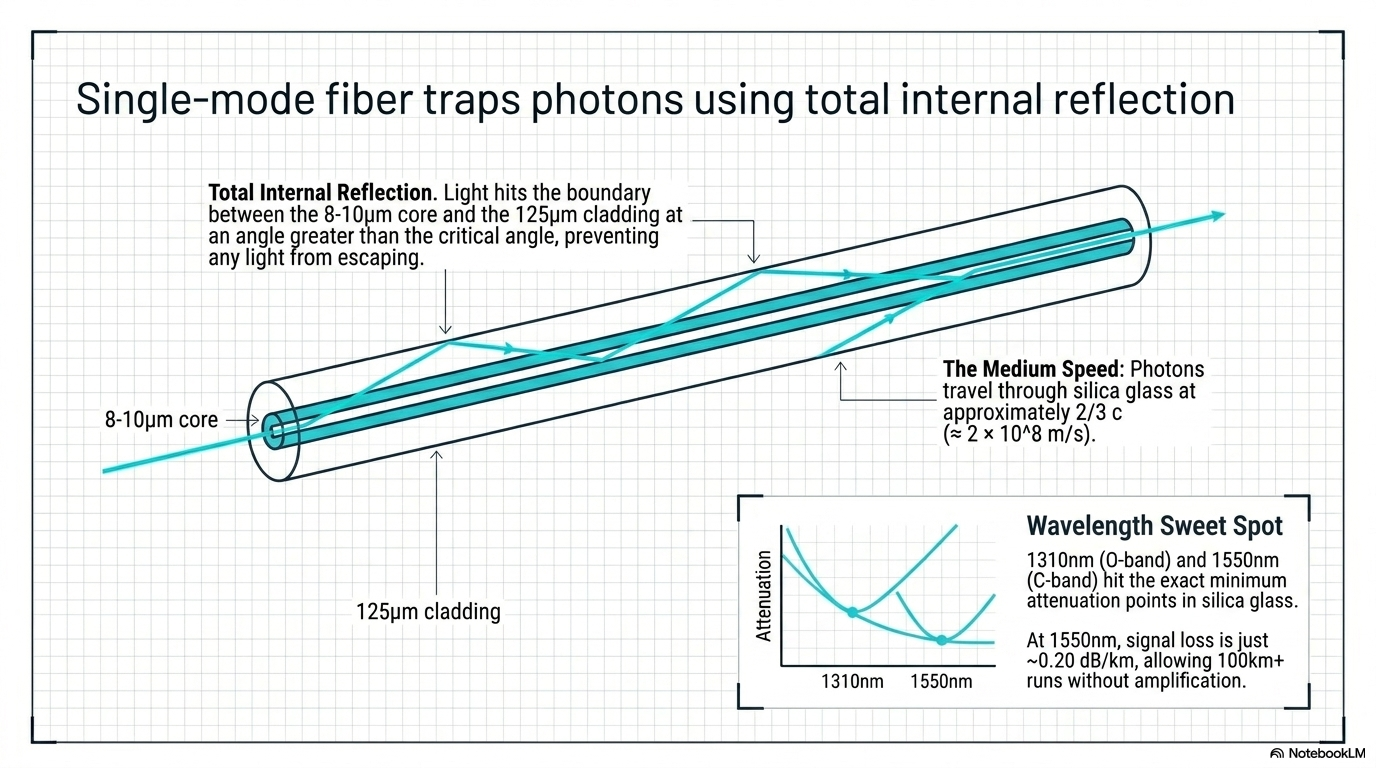 Single-mode fiber traps photons using total internal reflection
Total Internal Reflection. Light hits the boundary
between the 8-10µm core and the 125µm cladding at
an angle greater than the critical angle, preventing
any light from escaping.
8-10µm core
The Medium Speed: Photons
travel through silica glass at
approximately 2/3 c
(≈ 2 × 10^8 m/s).
125µm cladding
Attenuation
1310nm
1550nm
Wavelength Sweet Spot
1310nm (O-band) and 1550nm
(C-band) hit the exact minimum
attenuation points in silica glass.
At 1550nm, signal loss is just
~0.20 dB/km, allowing 100km+
runs without amplification.
NotebookLM